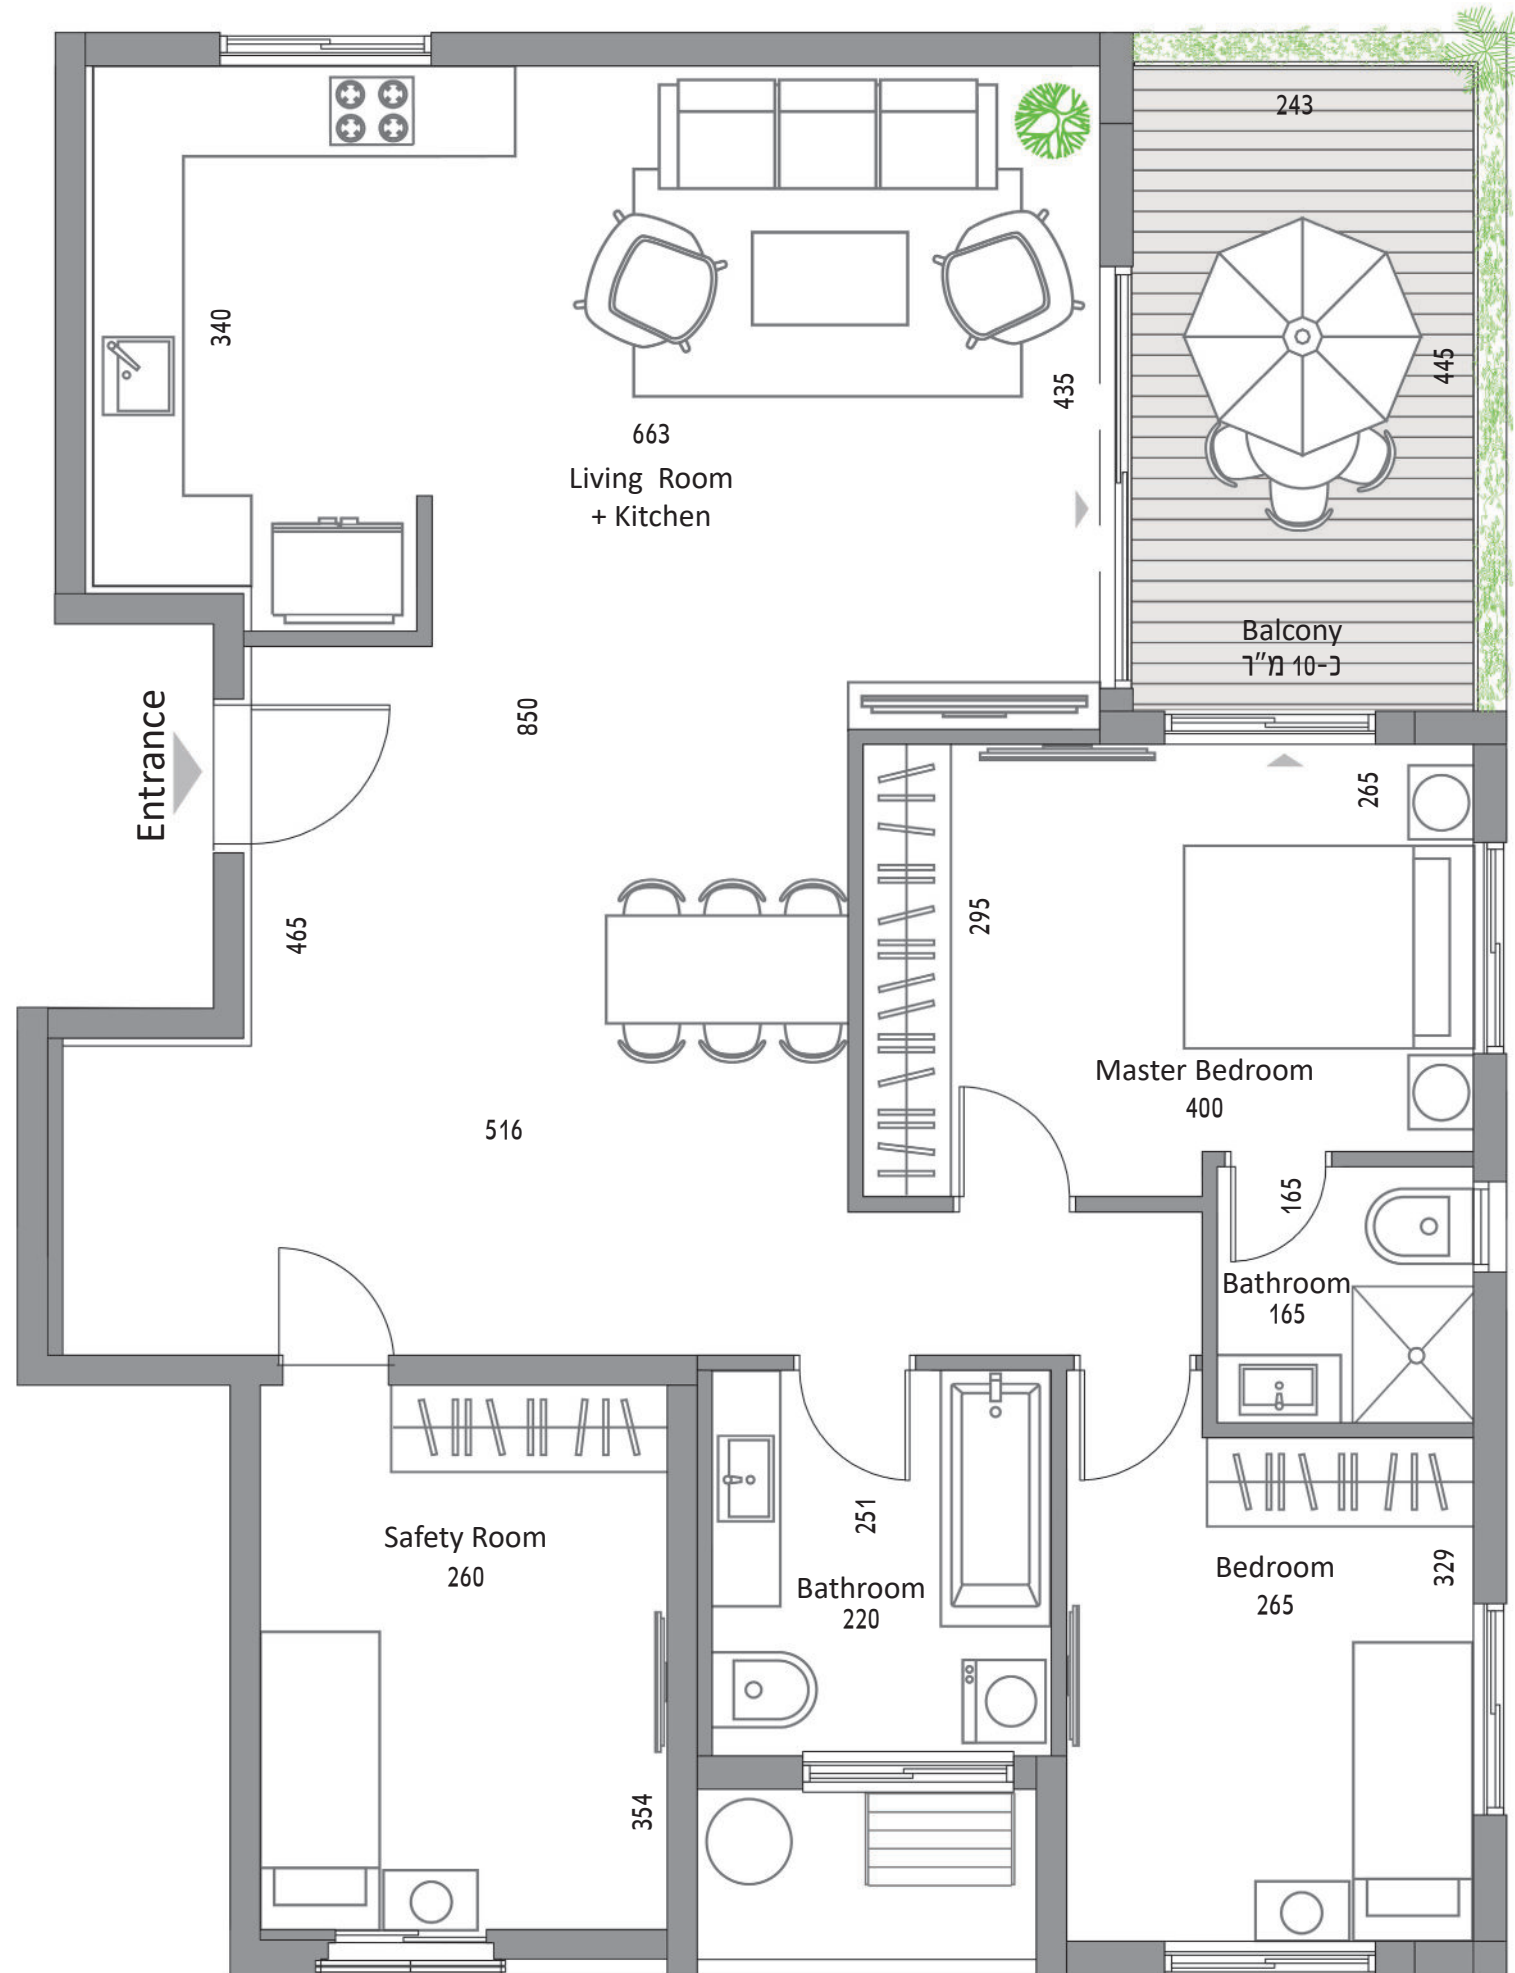 243
340
445
435
663
Living Room
+ Kitchen
Balcony
כ-10 מ"ר
Entrance
850
265
465
295
Master Bedroom
400
516
165
Bathroom
165
251
Safety Room
260
329
Bedroom
265
Bathroom
220
354